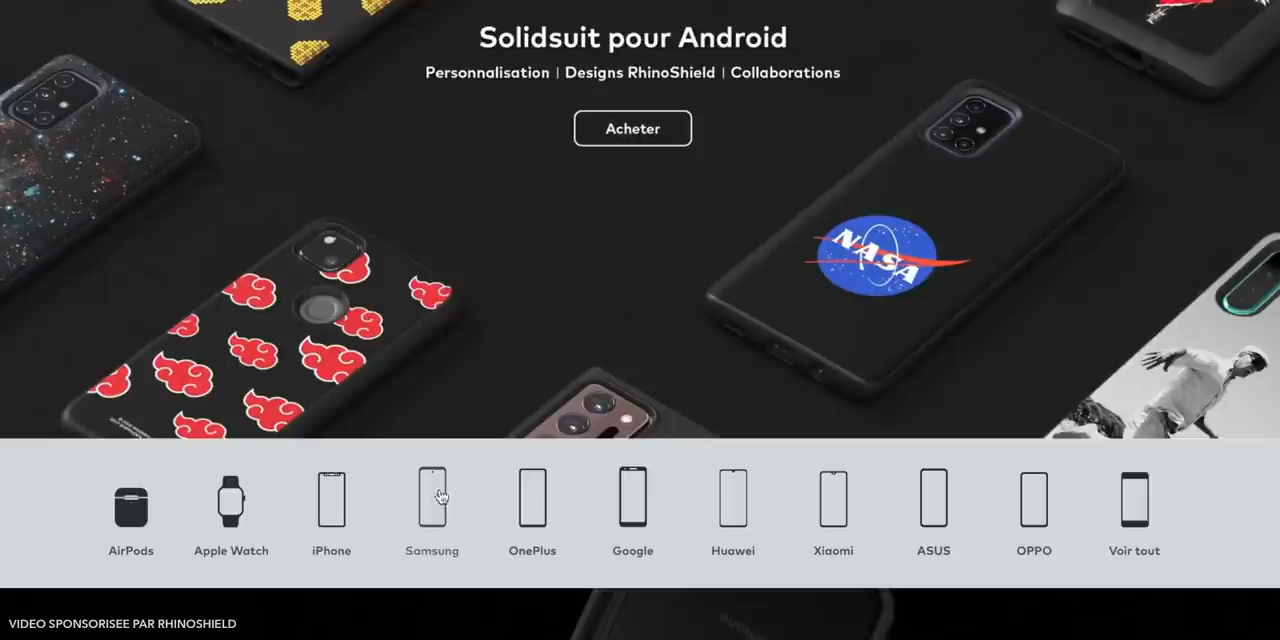 Solidsuit pour Android
Personnalisation | Designs RhinoShield | Collaborations
Acheter
NASA
AirPods
Apple Watch
iPhone
Samsung
OnePlus
Google
Huawei
Xiaomi
ASUS
OPPO
Voir tout
VIDEO SPONSORISEE PAR RHINOSHIELD